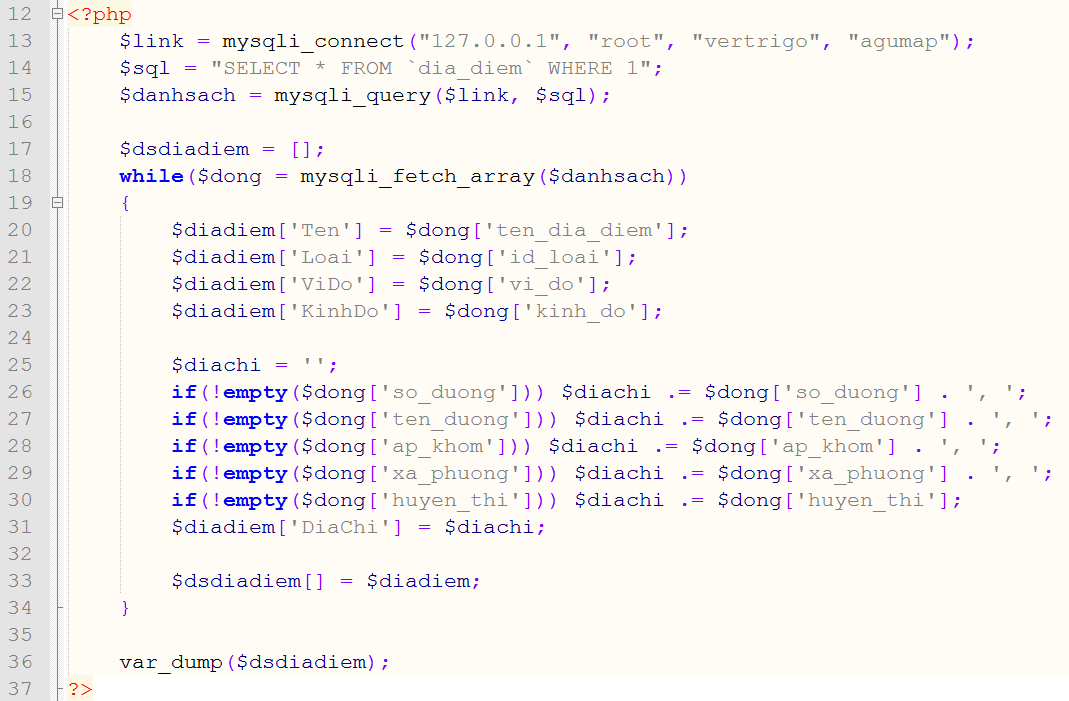 12 <?php
13     $link = mysqli_connect("127.0.0.1", "root", "vertrigo", "agumap");
14     $sql = "SELECT * FROM `dia_diem` WHERE 1";
15     $danhsach = mysqli_query($link, $sql);
16
17     $dsdiadiem = [];
18     while($dong = mysqli_fetch_array($danhsach))
19     {
20         $diadiem['Ten'] = $dong['ten_dia_diem'];
21         $diadiem['Loai'] = $dong['id_loai'];
22         $diadiem['ViDo'] = $dong['vi_do'];
23         $diadiem['KinhDo'] = $dong['kinh_do'];
24
25         $diachi = '';
26         if(!empty($dong['so_duong'])) $diachi .= $dong['so_duong'] . ', ';
27         if(!empty($dong['ten_duong'])) $diachi .= $dong['ten_duong'] . ', ';
28         if(!empty($dong['ap_khom'])) $diachi .= $dong['ap_khom'] . ', ';
29         if(!empty($dong['xa_phuong'])) $diachi .= $dong['xa_phuong'] . ', ';
30         if(!empty($dong['huyen_thi'])) $diachi .= $dong['huyen_thi'];
31         $diadiem['DiaChi'] = $diachi;
32
33         $dsdiadiem[] = $diadiem;
34     }
35
36     var_dump($dsdiadiem);
37 ?>